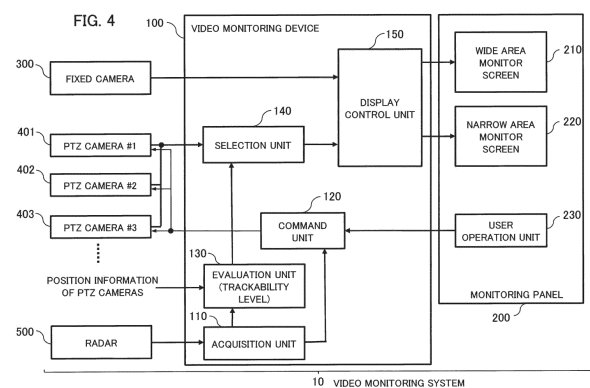 FIG. 4
100
VIDEO MONITORING DEVICE
150
300
FIXED CAMERA
DISPLAY
CONTROL UNIT
WIDE AREA
MONITOR
SCREEN
210
140
401
PTZ CAMERA #1
SELECTION UNIT
NARROW AREA
MONITOR
SCREEN
220
402
PTZ CAMERA #2
120
403
PTZ CAMERA #3
COMMAND
UNIT
USER
OPERATION UNIT
230
130
POSITION INFORMATION
OF PTZ CAMERAS
EVALUATION UNIT
(TRACKABILITY
LEVEL)
MONITORING PANEL
200
110
500
RADAR
ACQUISITION UNIT
10 VIDEO MONITORING SYSTEM